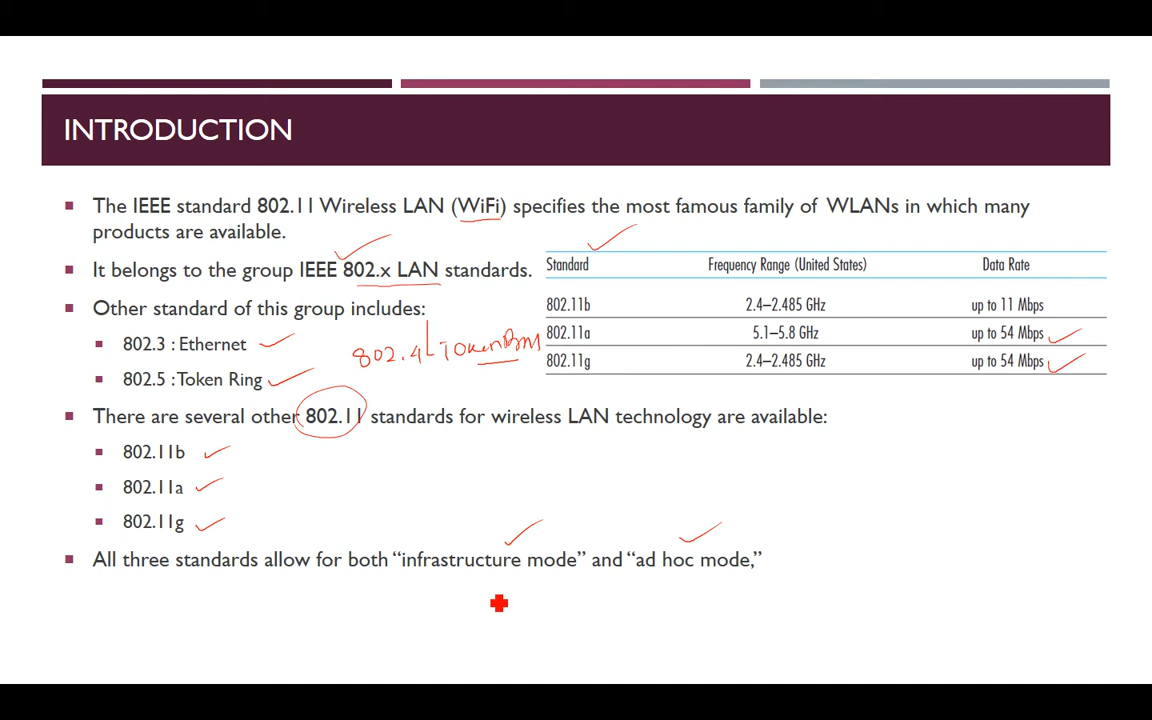 INTRODUCTION
The IEEE standard 802.11 Wireless LAN (WiFi) specifies the most famous family of WLANs in which many
products are available.
It belongs to the group IEEE 802.x LAN standards.
Other standard of this group includes:
802.3 : Ethernet
802.5 : Token Ring
802.4 Token
There are several other 802.11 standards for wireless LAN technology are available:
802.11b
802.11a
802.11g
All three standards allow for both “infrastructure mode” and “ad hoc mode,”
Standard Frequency Range (United States) Data Rate
802.11b 2.4–2.485 GHz up to 11 Mbps
802.11a 5.1–5.8 GHz up to 54 Mbps
802.11g 2.4–2.485 GHz up to 54 Mbps